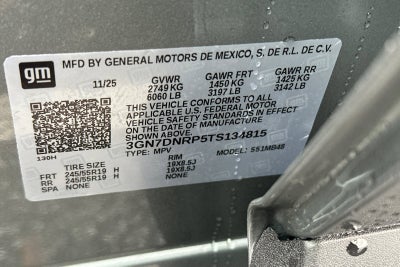 gm
MFD BY GENERAL MOTORS DE MEXICO, S. DE R.L. DE C.V.
11/25 GVWR GAWR FRT GAWR RR
2749 KG 1450 KG 1425 KG
6060 LB 3197 LB 3142 LB
THIS VEHICLE CONFORMS TO ALL
APPLICABLE U.S. FEDERAL MOTOR
VEHICLE SAFETY STANDARDS IN EFFECT
ON THE DATE OF MANUFACTURE
SHOWN ABOVE.
3GN7DNRP5TS134815
130H TYPE: MPV MODEL: 551MB48
TIRE SIZE RIM
FRT 245/55R19 H 19X8.5J
RR 245/55R19 H 19X8.5J
SPA NONE